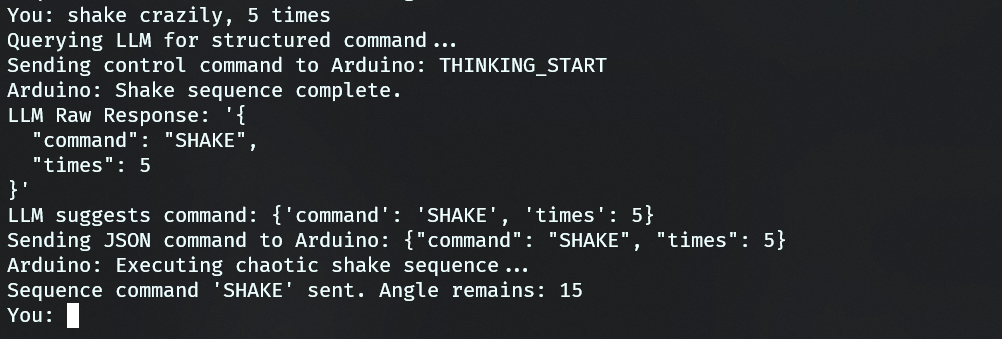 You: shake crazily, 5 times
Querying LLM for structured command...
Sending control command to Arduino: THINKING_START
Arduino: Shake sequence complete.
LLM Raw Response: '{
  "command": "SHAKE",
  "times": 5
}'
LLM suggests command: {'command': 'SHAKE', 'times': 5}
Sending JSON command to Arduino: {"command": "SHAKE", "times": 5}
Arduino: Executing chaotic shake sequence...
Sequence command 'SHAKE' sent. Angle remains: 15
You: